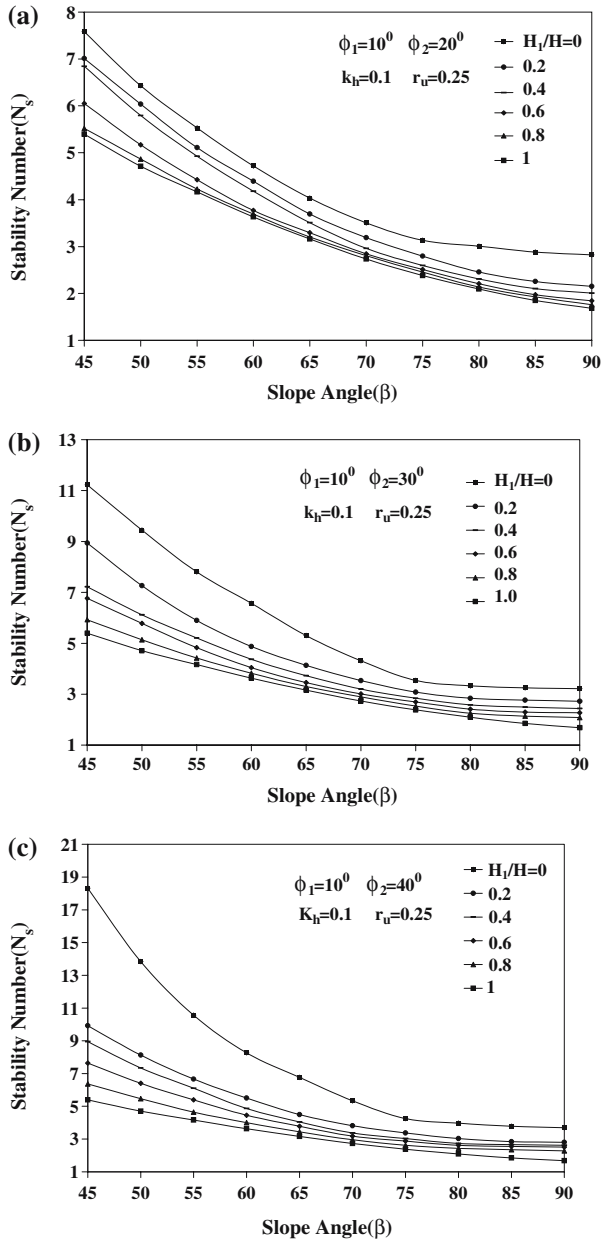 (a)
8
7
6
5
4
3
2
1
Stability Number(Nₛ)
ϕ₁=10⁰ ϕ₂=20⁰
kₕ=0.1 rᵤ=0.25
H₁/H=0
0.2
0.4
0.6
0.8
1
45 50 55 60 65 70 75 80 85 90
Slope Angle(β)
(b)
13
11
9
7
5
3
1
Stability Number(Nₛ)
ϕ₁=10⁰ ϕ₂=30⁰
kₕ=0.1 rᵤ=0.25
H₁/H=0
0.2
0.4
0.6
0.8
1.0
45 50 55 60 65 70 75 80 85 90
Slope Angle(β)
(c)
21
19
17
15
13
11
9
7
5
3
1
Stability Number(Nₛ)
ϕ₁=10⁰ ϕ₂=40⁰
Kₕ=0.1 rᵤ=0.25
H₁/H=0
0.2
0.4
0.6
0.8
1
45 50 55 60 65 70 75 80 85 90
Slope Angle(β)